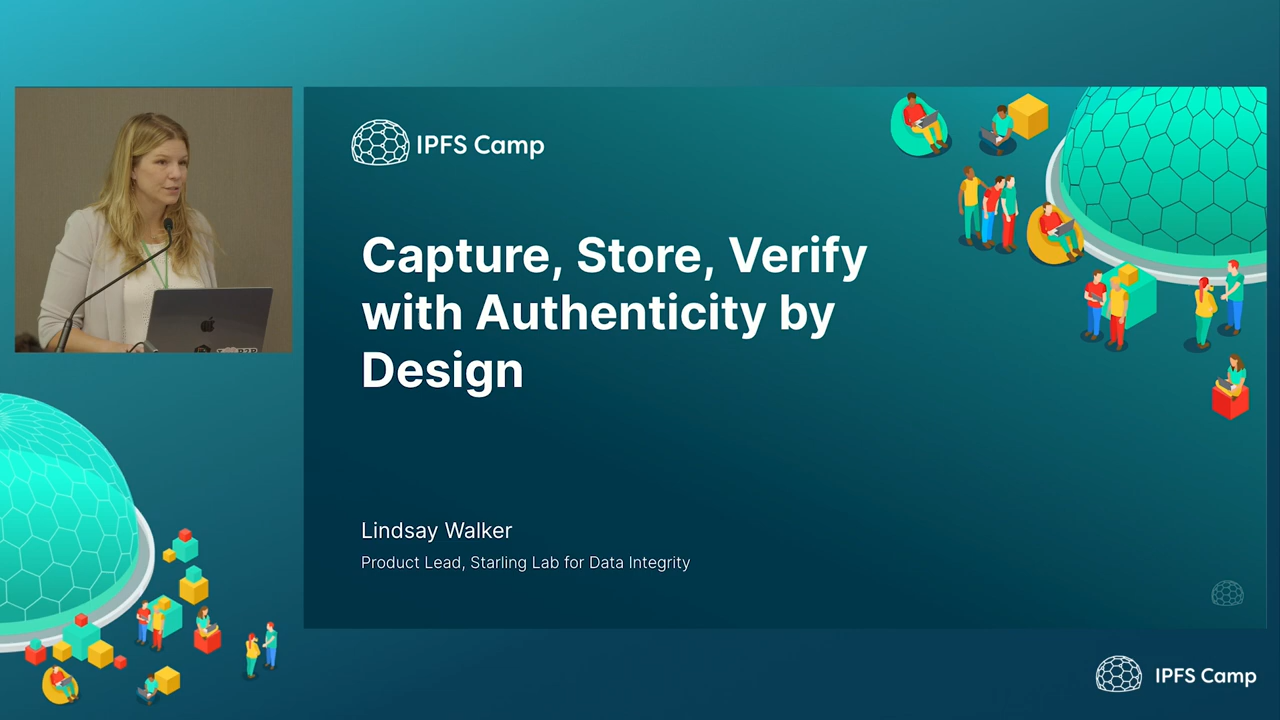 IPFS Camp
Capture, Store, Verify
with Authenticity by
Design
Lindsay Walker
Product Lead, Starling Lab for Data Integrity
IPFS Camp